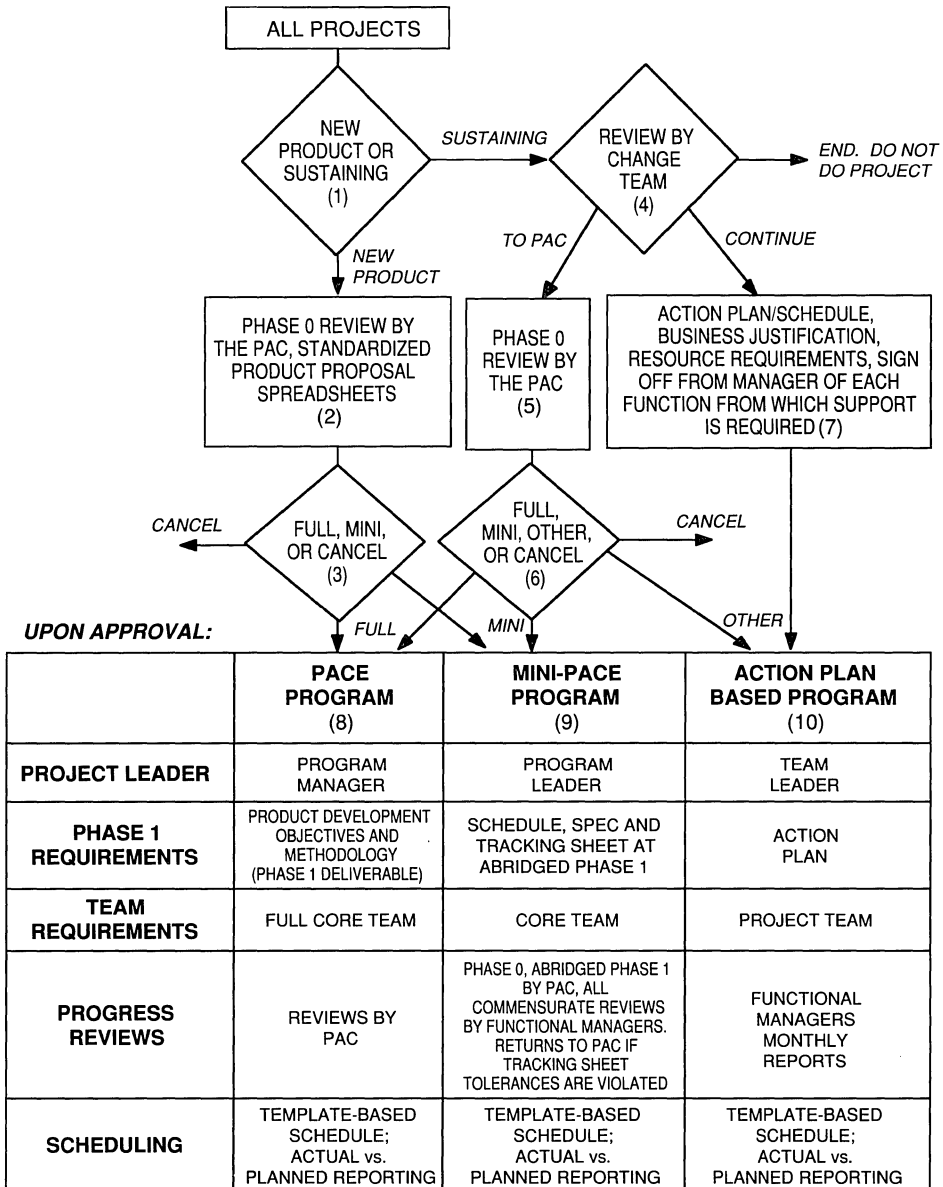 ALL PROJECTS
NEW
PRODUCT OR
SUSTAINING
(1)
SUSTAINING
REVIEW BY
CHANGE
TEAM
(4)
END. DO NOT
DO PROJECT
NEW
PRODUCT
TO PAC
CONTINUE
PHASE 0 REVIEW BY
THE PAC, STANDARDIZED
PRODUCT PROPOSAL
SPREADSHEETS
(2)
PHASE 0
REVIEW BY
THE PAC
(5)
ACTION PLAN/SCHEDULE,
BUSINESS JUSTIFICATION,
RESOURCE REQUIREMENTS, SIGN
OFF FROM MANAGER OF EACH
FUNCTION FROM WHICH SUPPORT
IS REQUIRED (7)
CANCEL
FULL, MINI,
OR CANCEL
(3)
FULL,
MINI, OTHER,
OR CANCEL
(6)
CANCEL
FULL
MINI
OTHER
UPON APPROVAL:
PACE
PROGRAM
(8)
MINI-PACE
PROGRAM
(9)
ACTION PLAN
BASED PROGRAM
(10)
PROJECT LEADER
PROGRAM
MANAGER
PROGRAM
LEADER
TEAM
LEADER
PHASE 1
REQUIREMENTS
PRODUCT DEVELOPMENT
OBJECTIVES AND
METHODOLOGY
(PHASE 1 DELIVERABLE)
SCHEDULE, SPEC AND
TRACKING SHEET AT
ABRIDGED PHASE 1
ACTION
PLAN
TEAM
REQUIREMENTS
FULL CORE TEAM
CORE TEAM
PROJECT TEAM
PROGRESS
REVIEWS
REVIEWS BY
PAC
PHASE 0, ABRIDGED PHASE 1
BY PAC, ALL
COMMENSURATE REVIEWS
BY FUNCTIONAL MANAGERS.
RETURNS TO PAC IF
TRACKING SHEET
TOLERANCES ARE VIOLATED
FUNCTIONAL
MANAGERS
MONTHLY
REPORTS
SCHEDULING
TEMPLATE-BASED
SCHEDULE;
ACTUAL vs.
PLANNED REPORTING
TEMPLATE-BASED
SCHEDULE;
ACTUAL vs.
PLANNED REPORTING
TEMPLATE-BASED
SCHEDULE;
ACTUAL vs.
PLANNED REPORTING